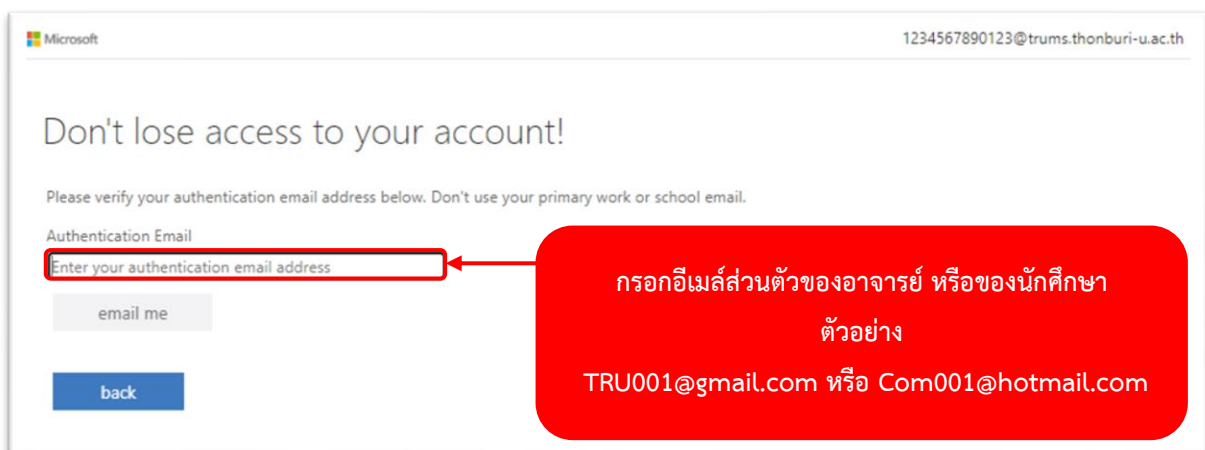 Microsoft
1234567890123@trums.thonburi-u.ac.th
Don't lose access to your account!
Please verify your authentication email address below. Don't use your primary work or school email.
Authentication Email
Enter your authentication email address
email me
back
กรอกอีเมล์ส่วนตัวของอาจารย์ หรือของนักศึกษา
ตัวอย่าง
TRU001@gmail.com หรือ Com001@hotmail.com